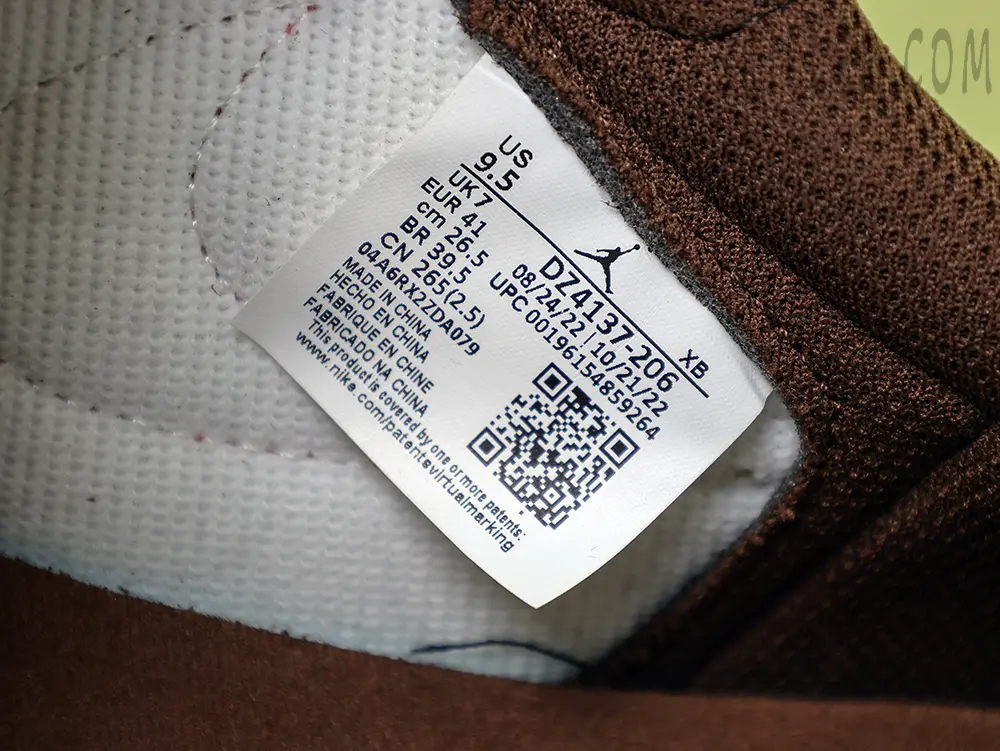 US
9.5
UK 7
EUR 41
cm 26.5
BR 39.5
CN 265(2.5)
04A6RX2ZDA079
MADE IN CHINA
HECHO EN CHINA
FABRIQUE EN CHINE
FABRICADO NA CHINA
This product is covered by one or more patents:
www.nike.com/patentsvirtualmarking
DZ4137-206 XB
08/24/22 | 10/21/22
UPC 00196154859264
COM